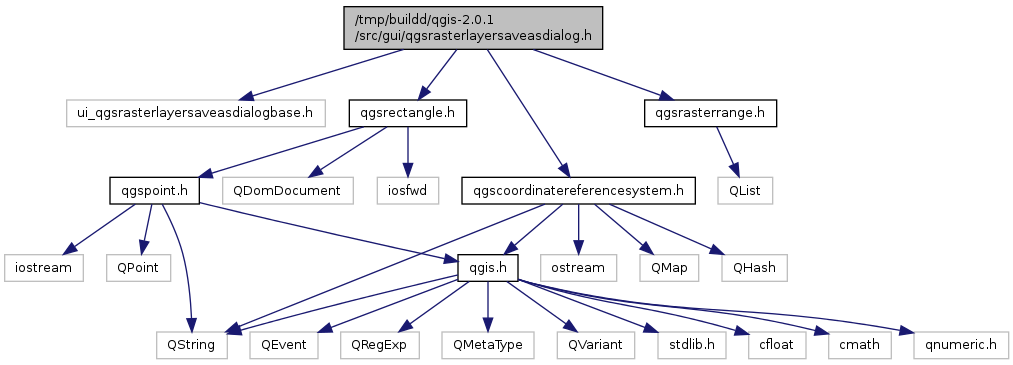 /tmp/buildd/qgis-2.0.1
/src/gui/qgsrasterlayersaveasdialog.h
ui_qgsrasterlayersaveasdialogbase.h
qgsrectangle.h
qgsrasterrange.h
qgspoint.h
QDomDocument
iosfwd
qgscoordinatereferencesystem.h
QList
iostream
QPoint
qgis.h
ostream
QMap
QHash
QString
QEvent
QRegExp
QMetaType
QVariant
stdlib.h
cfloat
cmath
qnumeric.h